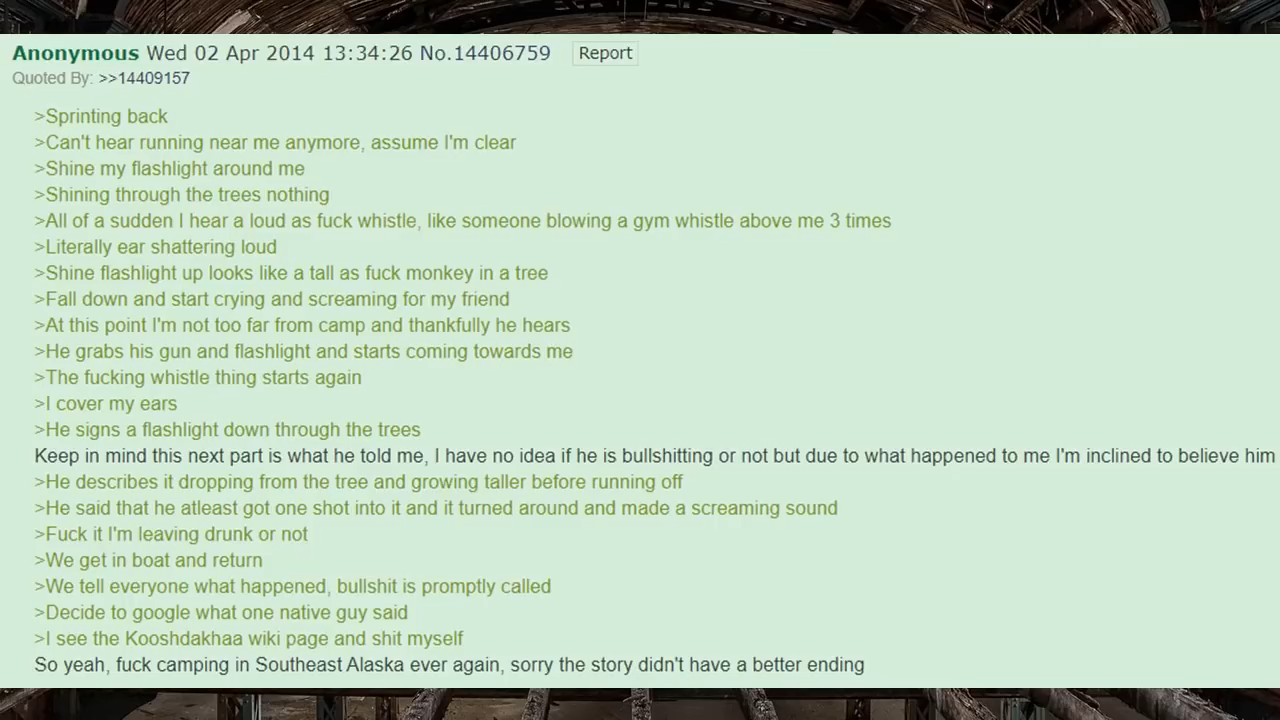 Anonymous Wed 02 Apr 2014 13:34:26 No.14406759 Report
Quoted By: >>14409157
>Sprinting back
>Can't hear running near me anymore, assume I'm clear
>Shine my flashlight around me
>Shining through the trees nothing
>All of a sudden I hear a loud as fuck whistle, like someone blowing a gym whistle above me 3 times
>Literally ear shattering loud
>Shine flashlight up looks like a tall as fuck monkey in a tree
>Fall down and start crying and screaming for my friend
>At this point I'm not too far from camp and thankfully he hears
>He grabs his gun and flashlight and starts coming towards me
>The fucking whistle thing starts again
>I cover my ears
>He signs a flashlight down through the trees
Keep in mind this next part is what he told me, I have no idea if he is bullshitting or not but due to what happened to me I'm inclined to believe him
>He describes it dropping from the tree and growing taller before running off
>He said that he atleast got one shot into it and it turned around and made a screaming sound
>Fuck it I'm leaving drunk or not
>We get in boat and return
>We tell everyone what happened, bullshit is promptly called
>Decide to google what one native guy said
>I see the Kooshdakhaa wiki page and shit myself
So yeah, fuck camping in Southeast Alaska ever again, sorry the story didn't have a better ending